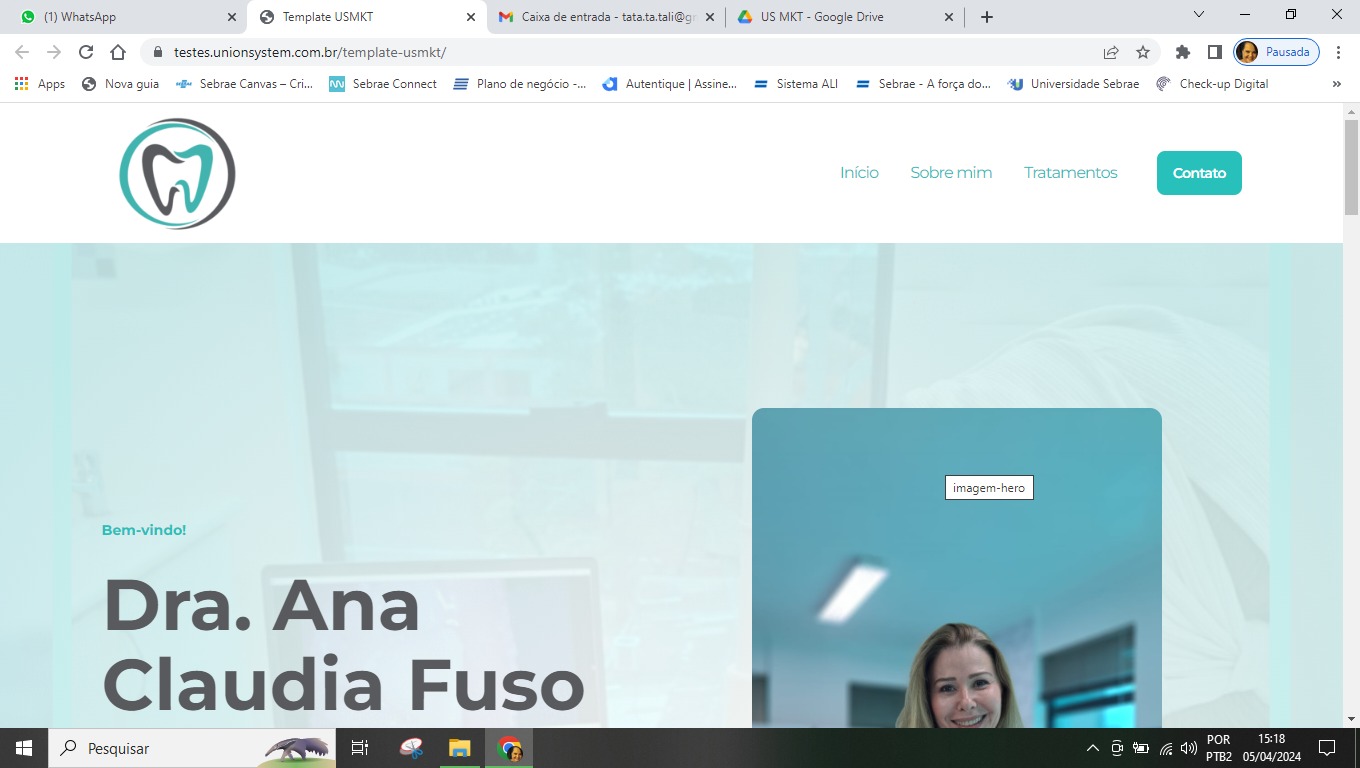 (1) WhatsApp
Template USMKT
Caixa de entrada - tata.ta.tali@gr
US MKT - Google Drive
testes.unionsystem.com.br/template-usmkt/
Pausada
Apps
Nova guia
Sebrae Canvas – Cri...
Sebrae Connect
Plano de negócio -...
Autentique | Assine...
Sistema ALI
Sebrae - A força do...
Universidade Sebrae
Check-up Digital
»
Início
Sobre mim
Tratamentos
Contato
imagem-hero
Bem-vindo!
Dra. Ana
Claudia Fuso
Pesquisar
POR
PTB2
15:18
05/04/2024